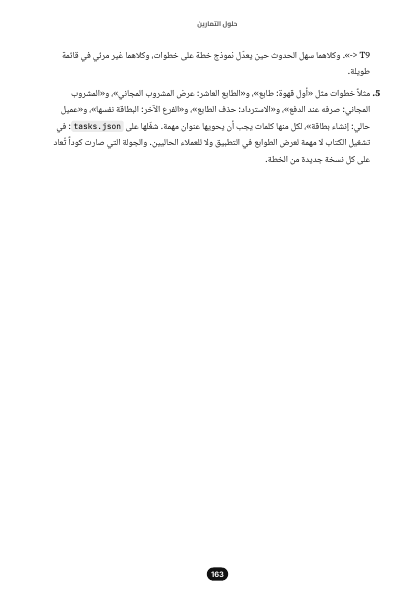 حلول التمارين
T9 <-». وكلاهما سهل الحدوث حين يعدّل نموذج خطة على خطوات، وكلاهما غير مرئي في قائمة
طويلة.
5. مثلاً خطوات مثل «أول قهوة: طابع»، و«الطابع العاشر: عرض المشروب المجاني»، و«المشروب
المجاني: صرفه عند الدفع»، و«الاسترداد: حذف الطابع»، و«الفرع الآخر: البطاقة نفسها»، و«عميل
حالي: إنشاء بطاقة»، لكل منها كلمات يجب أن يحويها عنوان مهمة. شغّلها على tasks.json: في
تشغيل الكتاب لا مهمة لعرض الطوابع في التطبيق ولا للعملاء الحاليين. والجولة التي صارت كوداً تُعاد
على كل نسخة جديدة من الخطة.
163